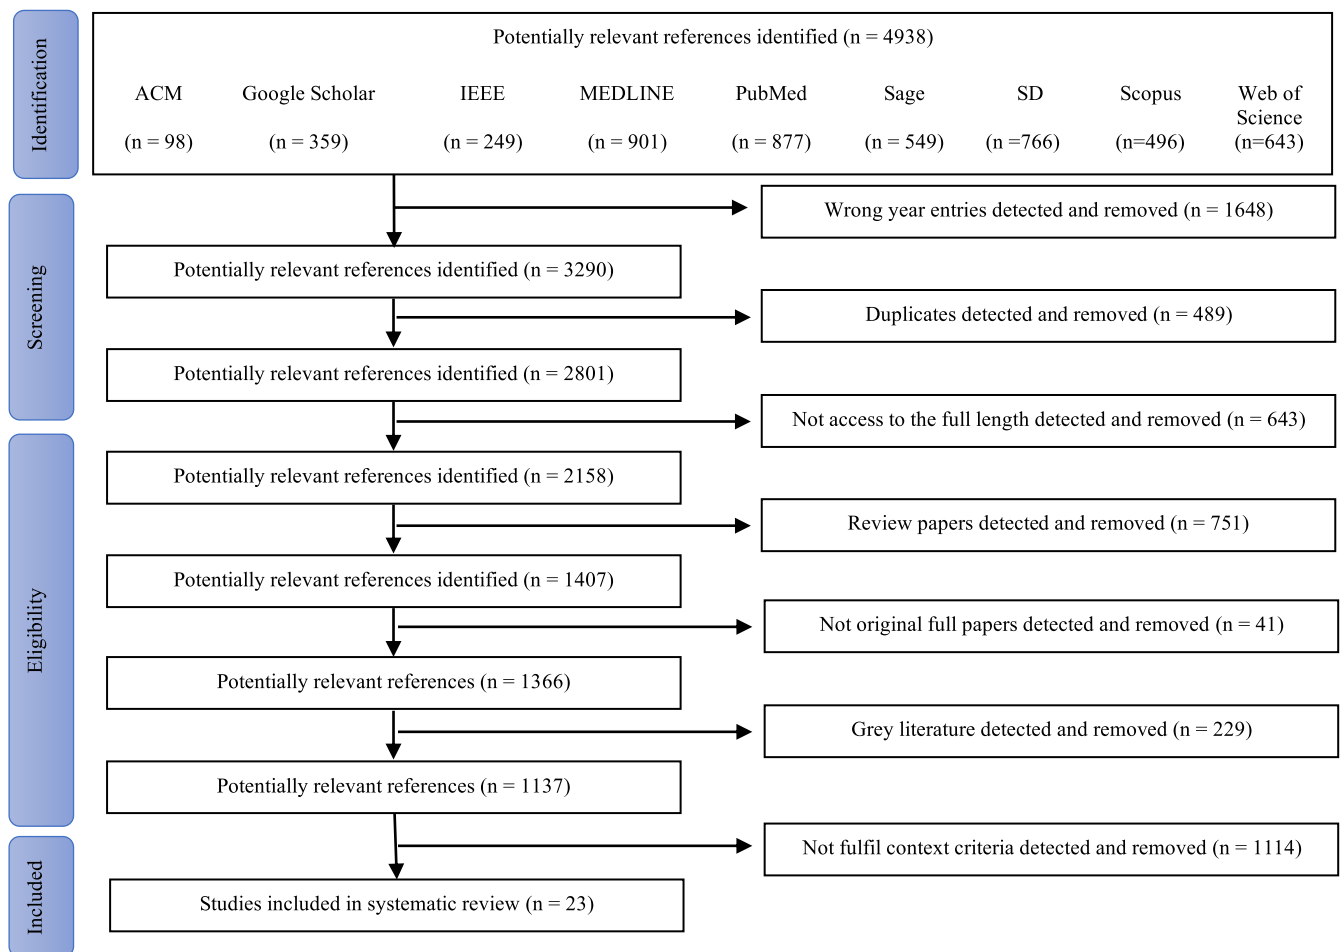 Identification
Potentially relevant references identified (n = 4938)
ACM
(n = 98)
Google Scholar
(n = 359)
IEEE
(n = 249)
MEDLINE
(n = 901)
PubMed
(n = 877)
Sage
(n = 549)
SD
(n =766)
Scopus
(n=496)
Web of
Science
(n=643)
Screening
Wrong year entries detected and removed (n = 1648)
Potentially relevant references identified (n = 3290)
Duplicates detected and removed (n = 489)
Potentially relevant references identified (n = 2801)
Not access to the full length detected and removed (n = 643)
Eligibility
Potentially relevant references identified (n = 2158)
Review papers detected and removed (n = 751)
Potentially relevant references identified (n = 1407)
Not original full papers detected and removed (n = 41)
Potentially relevant references (n = 1366)
Grey literature detected and removed (n = 229)
Potentially relevant references (n = 1137)
Included
Not fulfil context criteria detected and removed (n = 1114)
Studies included in systematic review (n = 23)